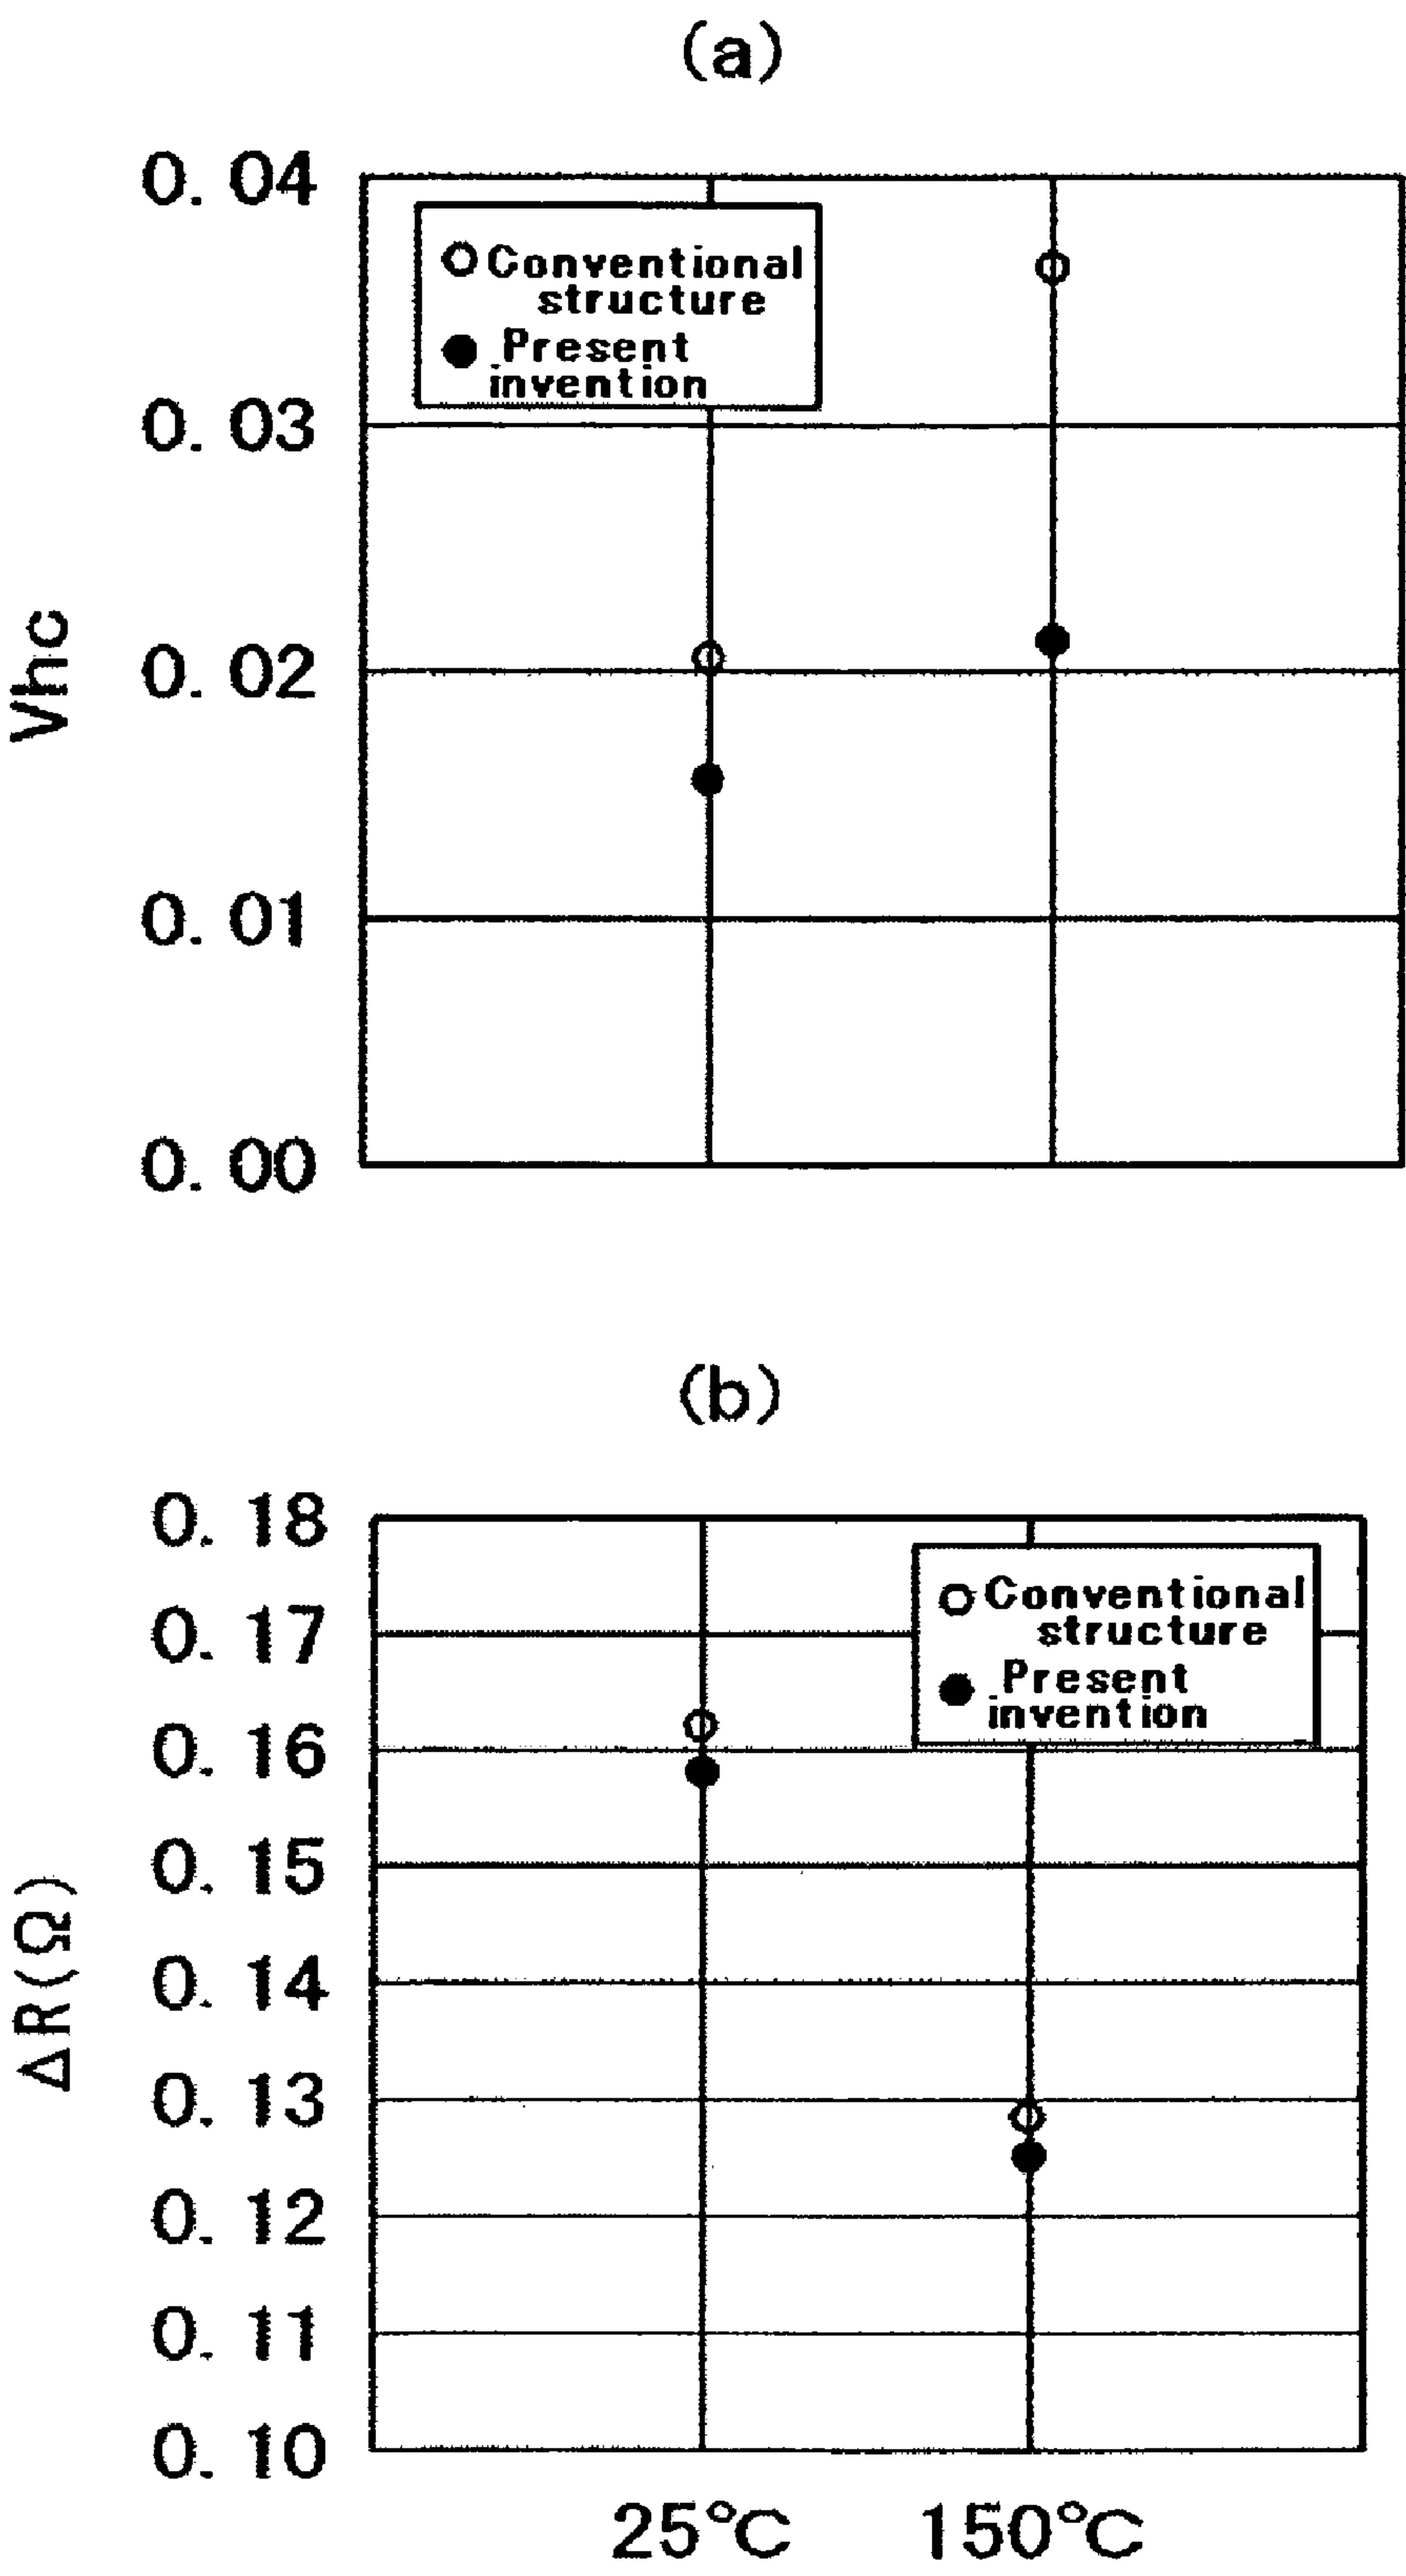 (a)
0.04
Conventional
structure
Present
invention
0.03
Vhc
0.02
0.01
0.00
(b)
0.18
Conventional
structure
Present
invention
0.17
0.16
0.15
ΔR(Ω)
0.14
0.13
0.12
0.11
0.10
25℃ 150℃